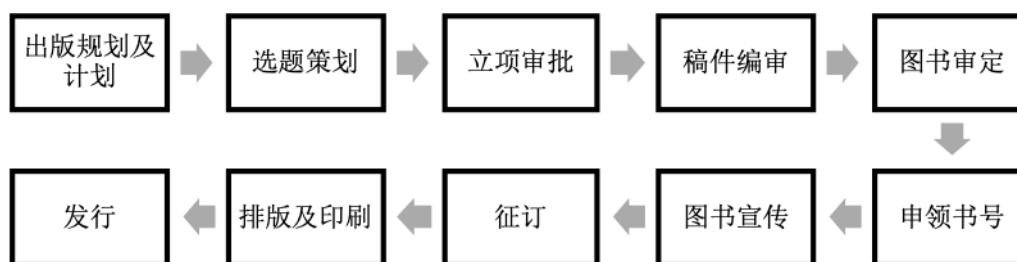 出版规划及
计划
选题策划
立项审批
稿件编审
图书审定
申领书号
图书宣传
征订
排版及印刷
发行